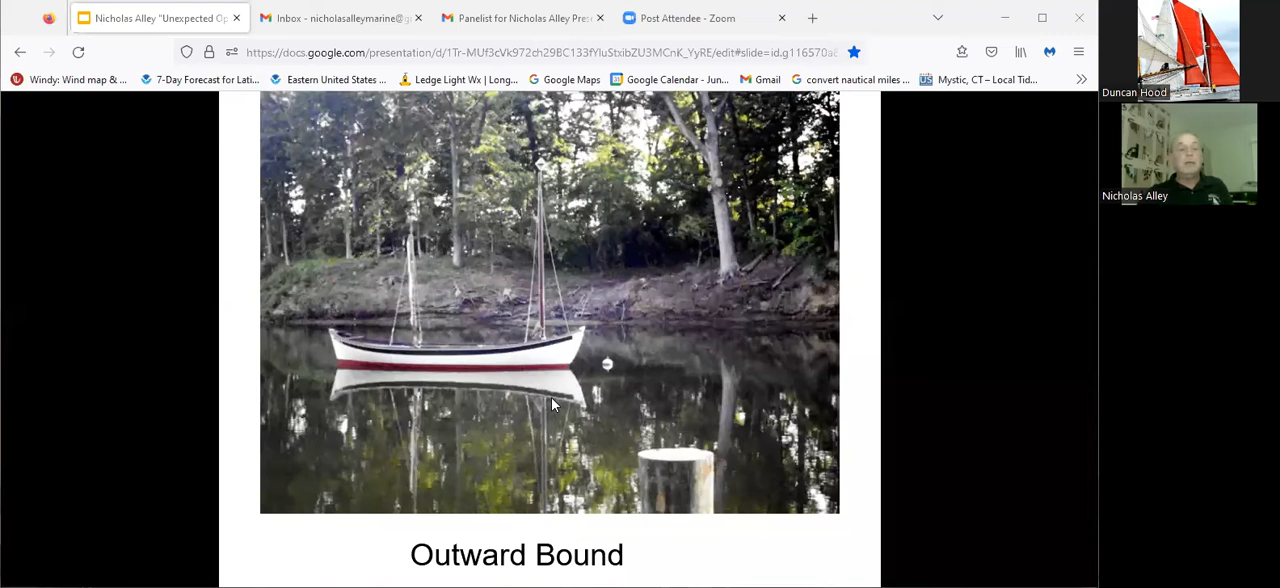 Nicholas Alley "Unexpected Op
Inbox - nicholasalleymarine@g
Panelist for Nicholas Alley Pres
Post Attendee - Zoom
https://docs.google.com/presentation/d/1Tr-MUf3cVk972ch29BC133fYluStxibZU3MCnK_YyRE/edit#slide=id.g116570a
Windy: Wind map & ...
7-Day Forecast for Lati...
Eastern United States ...
Ledge Light Wx | Long...
Google Maps
Google Calendar - Jun...
Gmail
convert nautical miles ...
Mystic, CT – Local Tid...
Duncan Hood
Nicholas Alley
Outward Bound